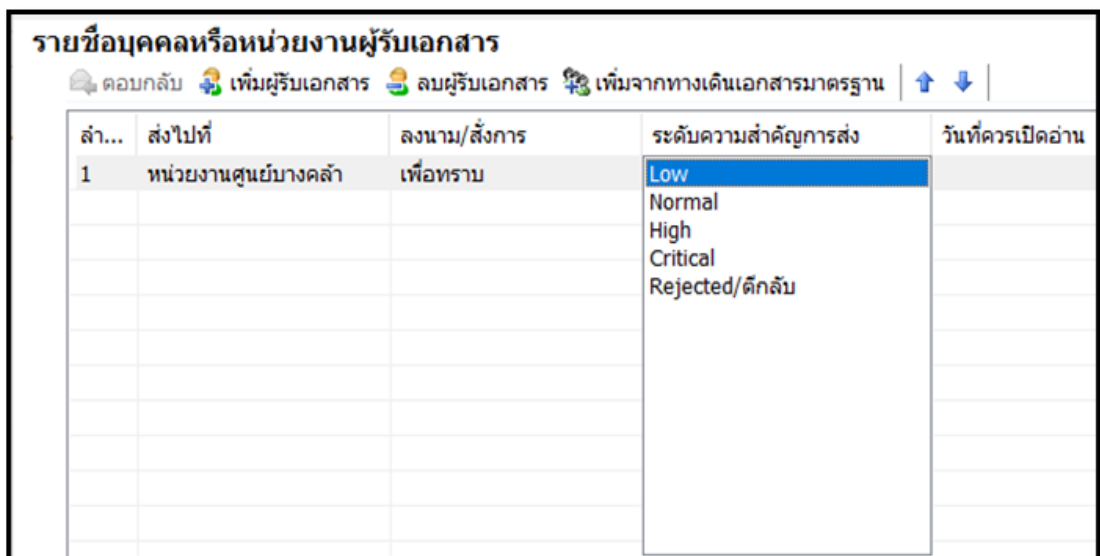 รายชื่อบุคคลหรือหน่วยงานผู้รับเอกสาร
ตอบกลับ เพิ่มผู้รับเอกสาร ลบผู้รับเอกสาร เพิ่มจากทางเดินเอกสารมาตรฐาน
ลำ... ส่งไปที่ ลงนาม/สั่งการ ระดับความสำคัญการส่ง วันที่ควรเปิดอ่าน
1 หน่วยงานศูนย์บางคล้า เพื่อทราบ Low
Normal
High
Critical
Rejected/ตีกลับ